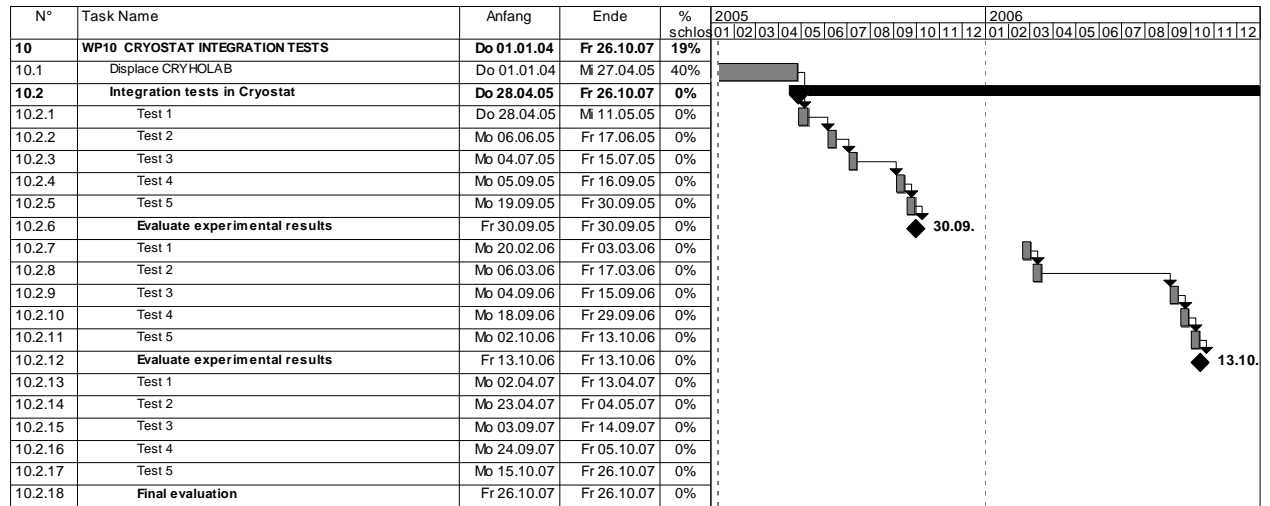 N° Task Name Anfang Ende % 2005 2006
schlos 01 02 03 04 05 06 07 08 09 10 11 12 01 02 03 04 05 06 07 08 09 10 11 12
10 WP10 CRYOSTAT INTEGRATION TESTS Do 01.01.04 Fr 26.10.07 19%
10.1 Displace CRYHOLAB Do 01.01.04 Mi 27.04.05 40%
10.2 Integration tests in Cryostat Do 28.04.05 Fr 26.10.07 0%
10.2.1 Test 1 Do 28.04.05 Mi 11.05.05 0%
10.2.2 Test 2 Mo 06.06.05 Fr 17.06.05 0%
10.2.3 Test 3 Mo 04.07.05 Fr 15.07.05 0%
10.2.4 Test 4 Mo 05.09.05 Fr 16.09.05 0%
10.2.5 Test 5 Mo 19.09.05 Fr 30.09.05 0%
10.2.6 Evaluate experimental results Fr 30.09.05 Fr 30.09.05 0% 30.09.
10.2.7 Test 1 Mo 20.02.06 Fr 03.03.06 0%
10.2.8 Test 2 Mo 06.03.06 Fr 17.03.06 0%
10.2.9 Test 3 Mo 04.09.06 Fr 15.09.06 0%
10.2.10 Test 4 Mo 18.09.06 Fr 29.09.06 0%
10.2.11 Test 5 Mo 02.10.06 Fr 13.10.06 0%
10.2.12 Evaluate experimental results Fr 13.10.06 Fr 13.10.06 0% 13.10.
10.2.13 Test 1 Mo 02.04.07 Fr 13.04.07 0%
10.2.14 Test 2 Mo 23.04.07 Fr 04.05.07 0%
10.2.15 Test 3 Mo 03.09.07 Fr 14.09.07 0%
10.2.16 Test 4 Mo 24.09.07 Fr 05.10.07 0%
10.2.17 Test 5 Mo 15.10.07 Fr 26.10.07 0%
10.2.18 Final evaluation Fr 26.10.07 Fr 26.10.07 0%